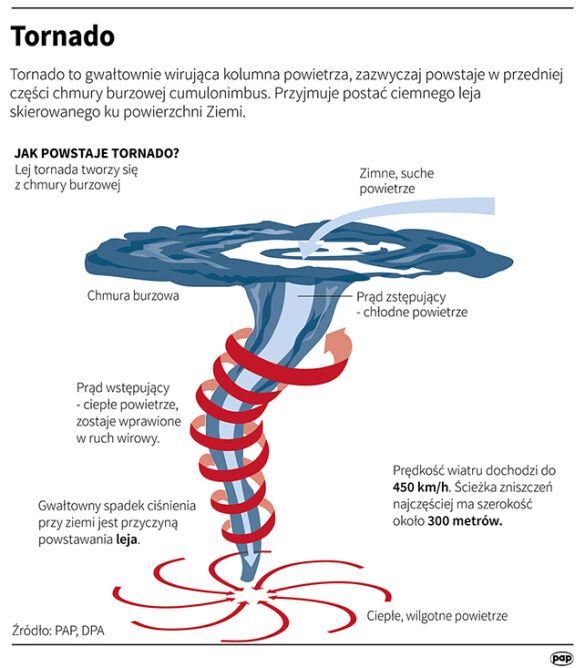 Tornado
Tornado to gwałtownie wirująca kolumna powietrza, zazwyczaj powstaje w przedniej
części chmury burzowej cumulonimbus. Przyjmuje postać ciemnego leja
skierowanego ku powierzchni Ziemi.
JAK POWSTAJE TORNADO?
Lej tornada tworzy się
z chmury burzowej
Zimne, suche
powietrze
Chmura burzowa
Prąd zstępujący
- chłodne powietrze
Prąd wstępujący
- ciepłe powietrze,
zostaje wprawione
w ruch wirowy.
Prędkość wiatru dochodzi do
450 km/h. Ścieżka zniszczeń
najczęściej ma szerokość
około 300 metrów.
Gwałtowny spadek ciśnienia
przy ziemi jest przyczyną
powstawania leja.
Ciepłe, wilgotne powietrze
Źródło: PAP, DPA
pap